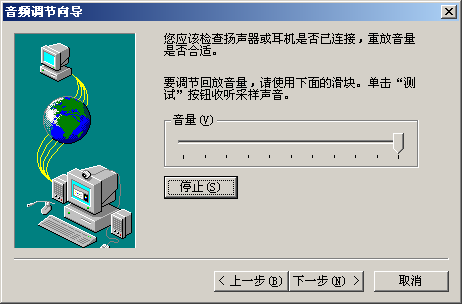 音频调节向导
您应该检查扬声器或耳机是否已连接，重放音量
是否合适。
要调节回放音量，请使用下面的滑块。单击“测
试”按钮收听采样声音。
音量(V)
停止(S)
< 上一步(B) 下一步(N) > 取消